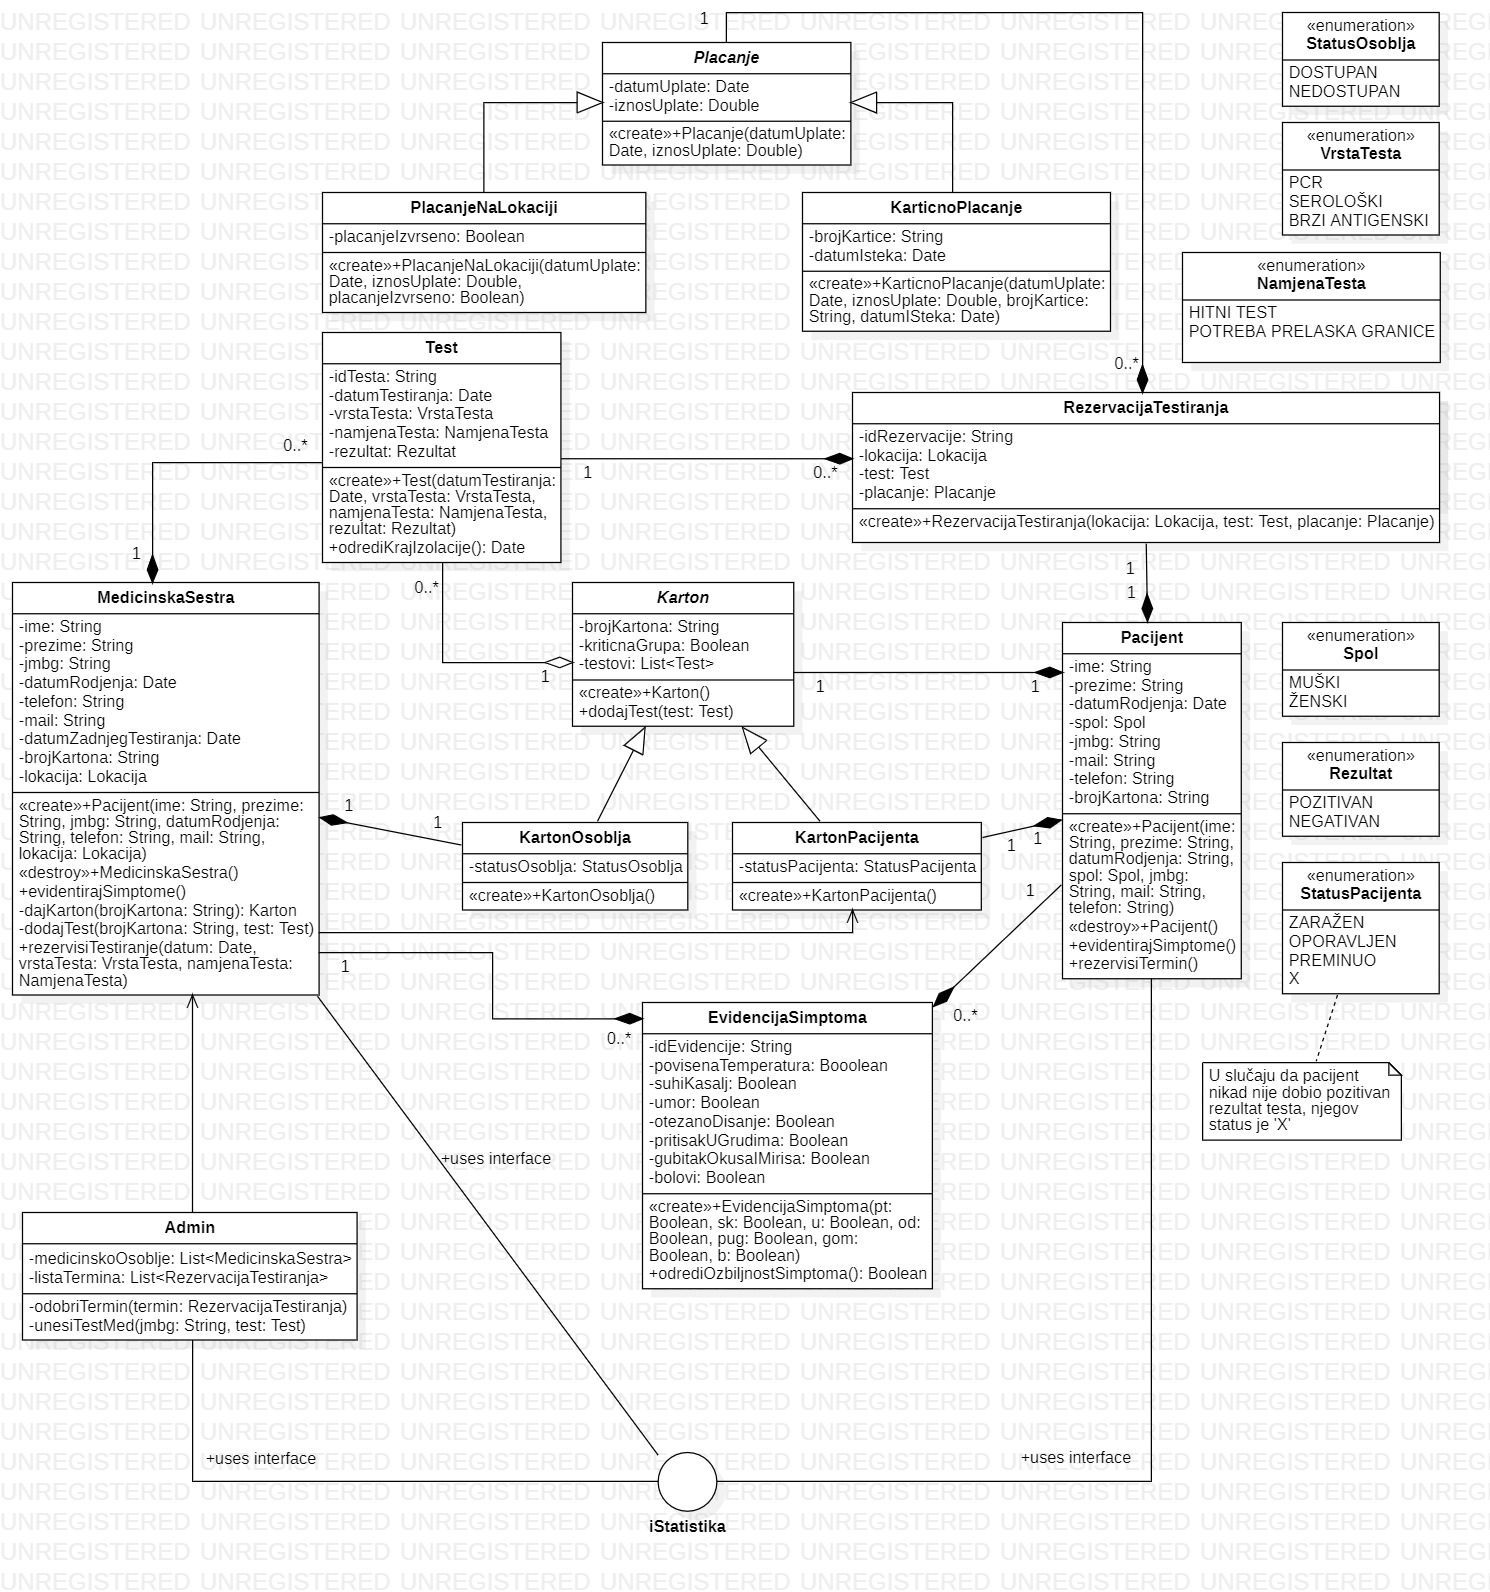 1
«enumeration»
StatusOsoblja
DOSTUPAN
NEDOSTUPAN
Placanje
-datumUplate: Date
-iznosUplate: Double
«create»+Placanje(datumUplate:
Date, iznosUplate: Double)
«enumeration»
VrstaTesta
PCR
SEROLOŠKI
BRZI ANTIGENSKI
PlacanjeNaLokaciji
-placanjeIzvrseno: Boolean
«create»+PlacanjeNaLokaciji(datumUplate:
Date, iznosUplate: Double,
placanjeIzvrseno: Boolean)
KarticnoPlacanje
-brojKartice: String
-datumIsteka: Date
«create»+KarticnoPlacanje(datumUplate:
Date, iznosUplate: Double, brojKartice:
String, datumISteka: Date)
«enumeration»
NamjenaTesta
HITNI TEST
POTREBA PRELASKA GRANICE
Test
-idTesta: String
-datumTestiranja: Date
-vrstaTesta: VrstaTesta
-namjenaTesta: NamjenaTesta
-rezultat: Rezultat
«create»+Test(datumTestiranja:
Date, vrstaTesta: VrstaTesta,
namjenaTesta: NamjenaTesta,
rezultat: Rezultat)
+odrediKrajIzolacije(): Date
0..*
1
0..*
1
0..*
0..*
1
RezervacijaTestiranja
-idRezervacije: String
-lokacija: Lokacija
-test: Test
-placanje: Placanje
«create»+RezervacijaTestiranja(lokacija: Lokacija, test: Test, placanje: Placanje)
1
1
MedicinskaSestra
-ime: String
-prezime: String
-jmbg: String
-datumRodjenja: Date
-telefon: String
-mail: String
-datumZadnjegTestiranja: Date
-brojKartona: String
-lokacija: Lokacija
«create»+Pacijent(ime: String, prezime:
String, jmbg: String, datumRodjenja:
String, telefon: String, mail: String,
lokacija: Lokacija)
«destroy»+MedicinskaSestra()
+evidentirajSimptome()
-dajKarton(brojKartona: String): Karton
-dodajTest(brojKartona: String, test: Test)
+rezervisiTestiranje(datum: Date,
vrstaTesta: VrstaTesta, namjenaTesta:
NamjenaTesta)
Karton
-brojKartona: String
-kriticnaGrupa: Boolean
-testovi: List<Test>
«create»+Karton()
+dodajTest(test: Test)
1
1
1
Pacijent
-ime: String
-prezime: String
-datumRodjenja: Date
-spol: Spol
-jmbg: String
-mail: String
-telefon: String
-brojKartona: String
«create»+Pacijent(ime:
String, prezime: String,
datumRodjenja: String,
spol: Spol, jmbg:
String, mail: String,
telefon: String)
«destroy»+Pacijent()
+evidentirajSimptome()
+rezervisiTermin()
«enumeration»
Spol
MUŠKI
ŽENSKI
«enumeration»
Rezultat
POZITIVAN
NEGATIVAN
1
1
KartonOsoblja
-statusOsoblja: StatusOsoblja
«create»+KartonOsoblja()
KartonPacijenta
-statusPacijenta: StatusPacijenta
«create»+KartonPacijenta()
1
1
1
«enumeration»
StatusPacijenta
ZARAŽEN
OPORAVLJEN
PREMINUO
X
1
0..*
0..*
EvidencijaSimptoma
-idEvidencije: String
-povisenaTemperatura: Booolean
-suhiKasalj: Boolean
-umor: Boolean
-otezanoDisanje: Boolean
-pritisakUGrudima: Boolean
-gubitakOkusaIMirisa: Boolean
-bolovi: Boolean
«create»+EvidencijaSimptoma(pt:
Boolean, sk: Boolean, u: Boolean, od:
Boolean, pug: Boolean, gom:
Boolean, b: Boolean)
+odrediOzbiljnostSimptoma(): Boolean
U slučaju da pacijent
nikad nije dobio pozitivan
rezultat testa, njegov
status je 'X'
+uses interface
Admin
-medicinskoOsoblje: List<MedicinskaSestra>
-listaTermina: List<RezervacijaTestiranja>
-odobriTermin(termin: RezervacijaTestiranja)
-unesiTestMed(jmbg: String, test: Test)
+uses interface
+uses interface
iStatistika